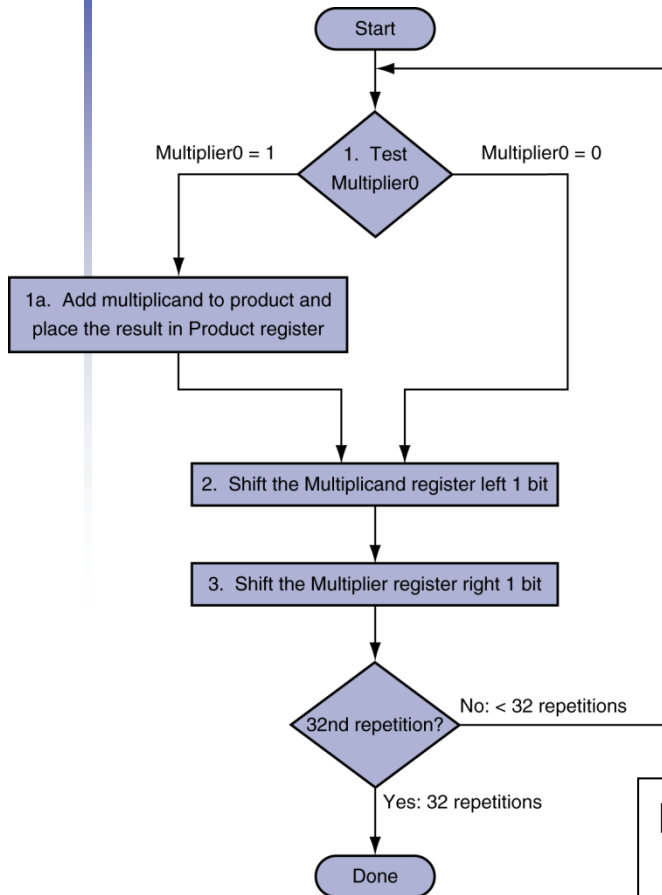 Start
Multiplier0 = 1
1. Test
Multiplier0
Multiplier0 = 0
1a. Add multiplicand to product and
place the result in Product register
2. Shift the Multiplicand register left 1 bit
3. Shift the Multiplier register right 1 bit
32nd repetition?
No: < 32 repetitions
Yes: 32 repetitions
Done